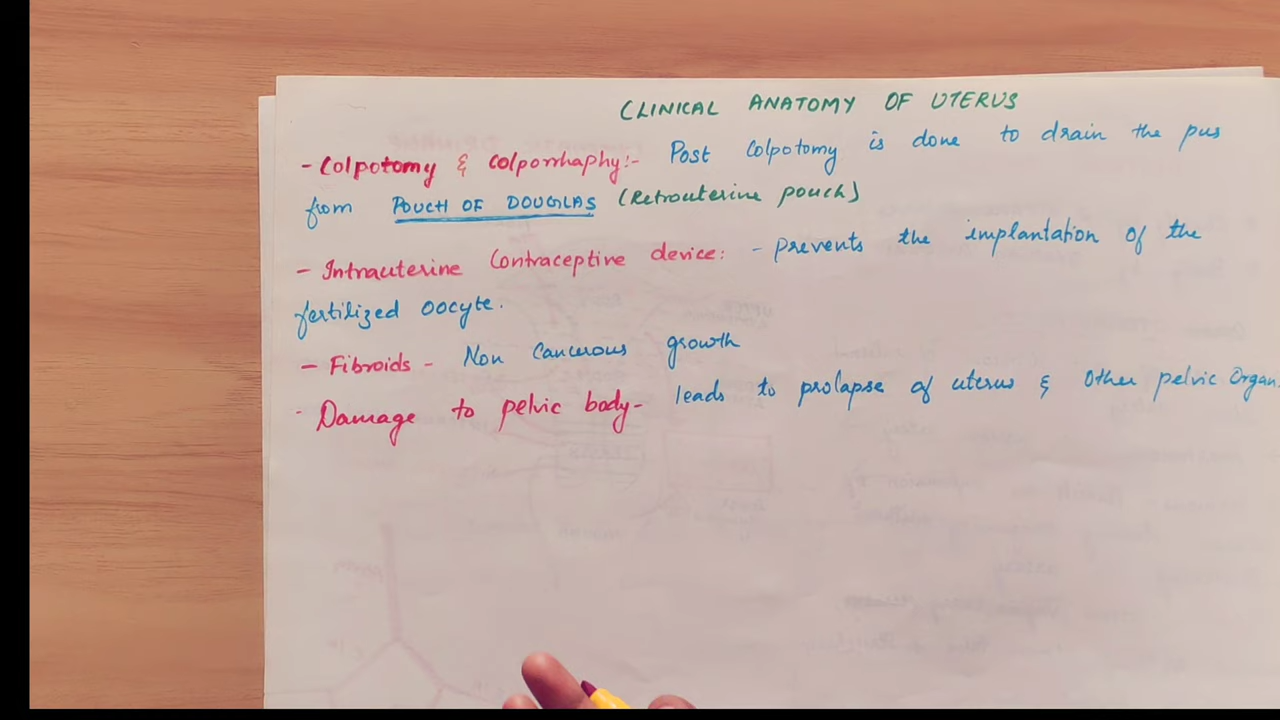 CLINICAL ANATOMY OF UTERUS
- Colpotomy & colporrhaphy:- Post Colpotomy is done to drain the pus
from POUCH OF DOUGLAS (Retrouterine pouch)
- Intrauterine Contraceptive device: - prevents the implantation of the
fertilized oocyte.
- Fibroids - Non Cancerous growth
- Damage to pelvic body- leads to prolapse of uterus & Other pelvic Organ